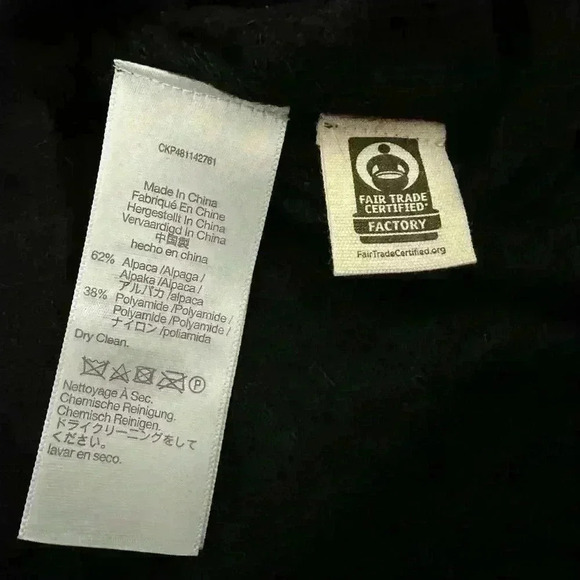 CKP481142761
Made In China
Fabriqué En Chine
Hergestellt In China
Vervaardigd In China
中国製
hecho en china
62% Alpaca /Alpaga /
Alpaka /Alpaca /
アルパカ /alpaca
38% Polyamide /Polyamide /
Polyamide /Polyamide /
ナイロン /poliamida
Dry Clean.
P
Nettoyage À Sec.
Chemische Reinigung.
Chemisch Reinigen.
ドライクリーニングをして
ください。
lavar en seco.
FAIR TRADE
CERTIFIED
FACTORY
FairTradeCertified.org